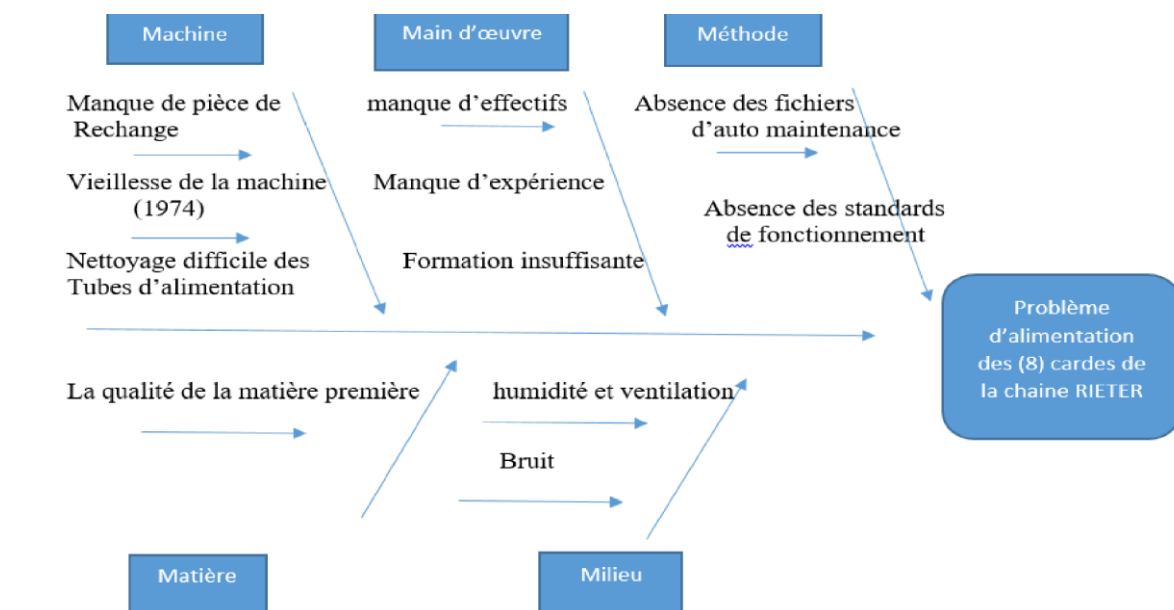 Machine
Main d'œuvre
Méthode
Manque de pièce de
Rechange
Vieillesse de la machine
(1974)
Nettoyage difficile des
Tubes d'alimentation
manque d'effectifs
Manque d'expérience
Formation insuffisante
Absence des fichiers
d'auto maintenance
Absence des standards
de fonctionnement
Problème
d'alimentation
des (8) cardes de
la chaine RIETER
La qualité de la matière première
humidité et ventilation
Bruit
Matière
Milieu